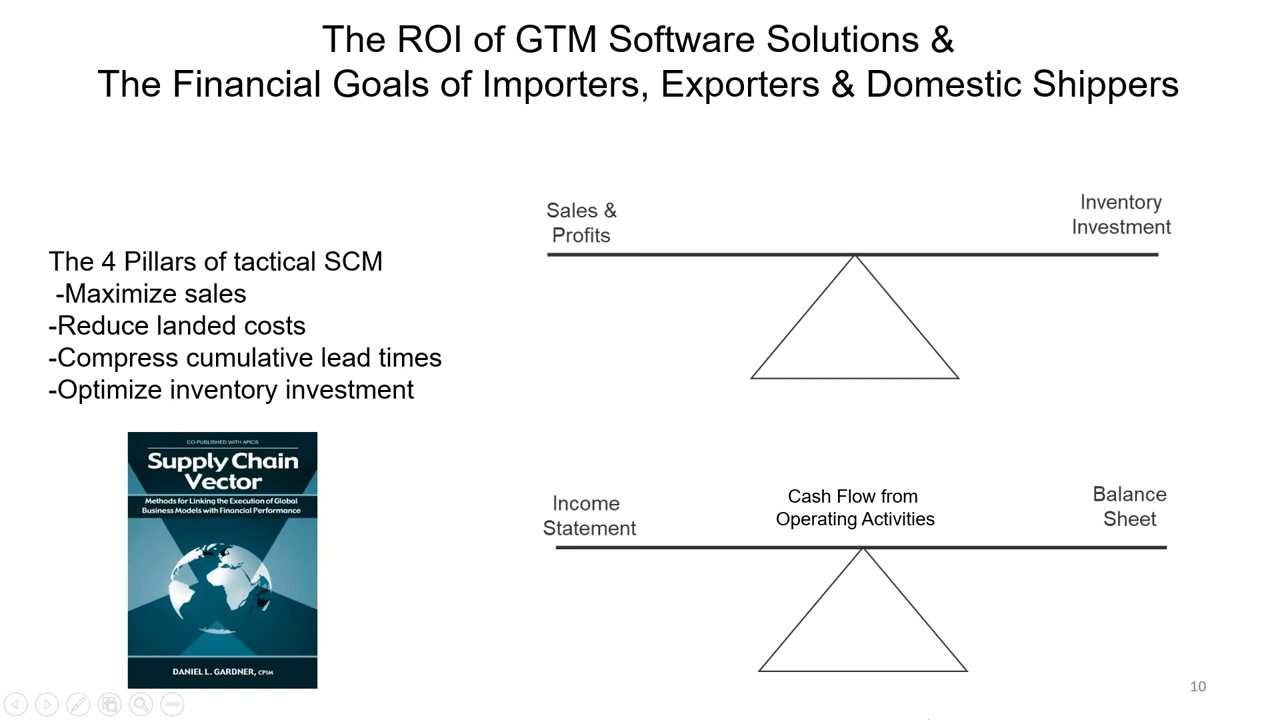 The ROI of GTM Software Solutions &
The Financial Goals of Importers, Exporters & Domestic Shippers
The 4 Pillars of tactical SCM
-Maximize sales
-Reduce landed costs
-Compress cumulative lead times
-Optimize inventory investment
CO-PUBLISHED WITH APICS
Supply Chain
Vector
Methods for Linking the Execution of Global
Business Models with Financial Performance
DANIEL L. GARDNER, CPIM
Sales &
Profits
Inventory
Investment
Income
Statement
Cash Flow from
Operating Activities
Balance
Sheet
10